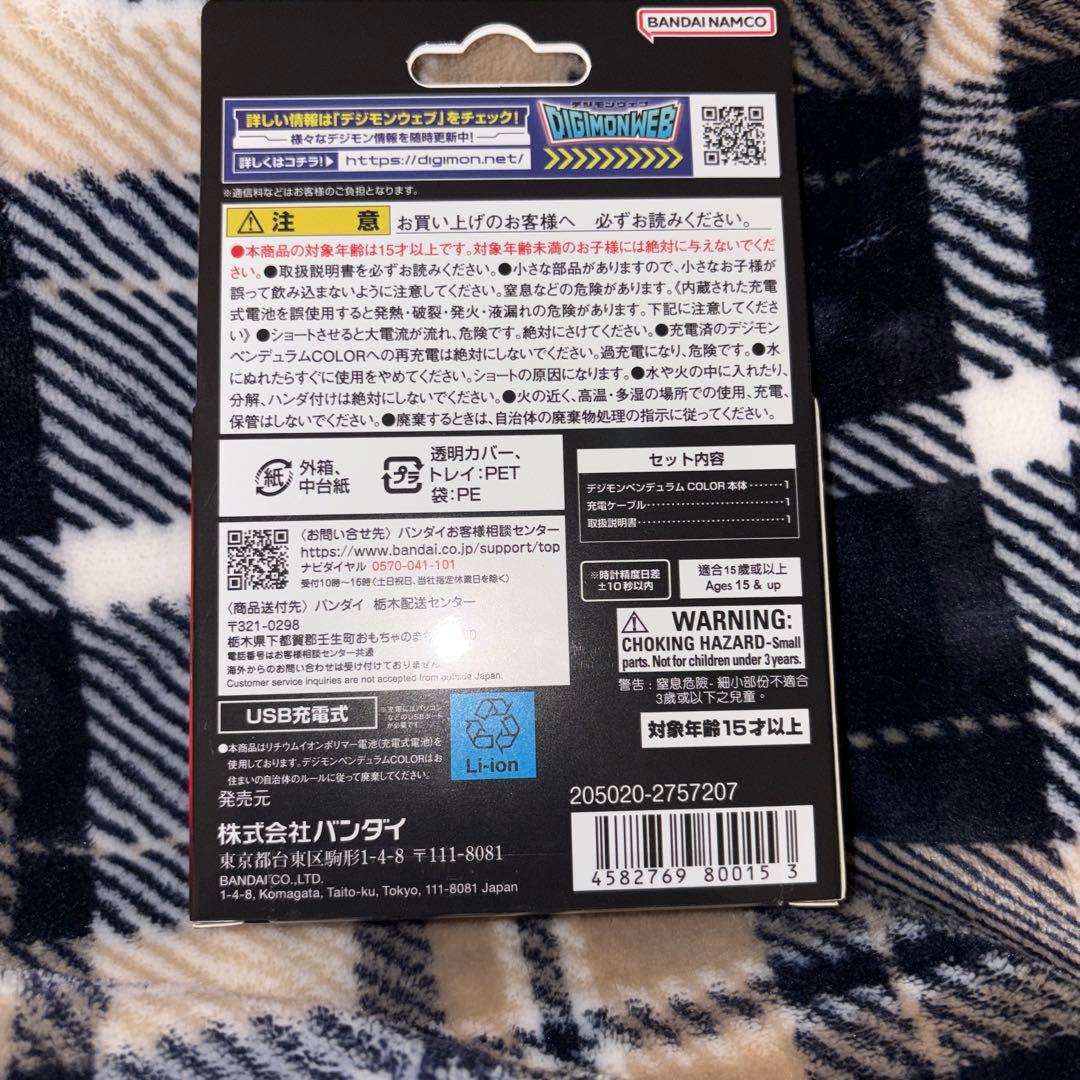 BANDAI NAMCO
詳しい情報は「デジモンウェブ」をチェック!
様々なデジモン情報を随時更新中!
詳しくはコチラ! https://digimon.net/
デジモンウェブ
DIGIMONWEB
※通信料などはお客様のご負担となります。
注 意 お買い上げのお客様へ 必ずお読みください。
●本商品の対象年齢は15才以上です。対象年齢未満のお子様には絶対に与えないでくだ
さい。●取扱説明書を必ずお読みください。●小さな部品がありますので、小さなお子様が
誤って飲み込まないように注意してください。窒息などの危険があります。《内蔵された充電
式電池を誤使用すると発熱・破裂・発火・液漏れの危険があります。下記に注意してくださ
い》●ショートさせると大電流が流れ、危険です。絶対にさけてください。●充電済のデジモン
ペンデュラムCOLORへの再充電は絶対にしないでください。過充電になり、危険です。●水
にぬれたらすぐに使用をやめてください。ショートの原因になります。●水や火の中に入れたり、
分解、ハンダ付けは絶対にしないでください。●火の近く、高温・多湿の場所での使用、充電、
保管はしないでください。●廃棄するときは、自治体の廃棄物処理の指示に従ってください。
紙 外箱、
中台紙
プラ 透明カバー、
トレイ:PET
袋:PE
セット内容
デジモンペンデュラム COLOR 本体·······1
充電ケーブル·······1
取扱説明書·······1
〈お問い合せ先〉バンダイお客様相談センター
https://www.bandai.co.jp/support/top
ナビダイヤル 0570-041-101
受付10時〜16時(土日祝日、当社指定休業日を除く)
〈商品送付先〉バンダイ 栃木配送センター
〒321-0298
栃木県下都賀郡壬生町おもちゃのまち
電話番号はお客様相談センター共通
海外からのお問い合わせは受け付けておりません
Customer service inquiries are not accepted from outside Japan.
※時計精度日差
±10秒以内
適合15歲或以上
Ages 15 & up
WARNING:
CHOKING HAZARD-Small
parts. Not for children under 3 years.
警告：窒息危險- 細小部份不適合
3歲或以下之兒童。
対象年齢15才以上
USB充電式
※充電にはパソコン
などのUSBポート
が必要です。
●本商品はリチウムイオンポリマー電池(充電式電池)を
使用しております。デジモンペンデュラムCOLORはお
住まいの自治体のルールに従って廃棄してください。
Li-ion
発売元
株式会社バンダイ
東京都台東区駒形1-4-8 〒111-8081
BANDAI CO.,LTD.
1-4-8, Komagata, Taito-ku, Tokyo, 111-8081 Japan
205020-2757207
4582769 80015 3